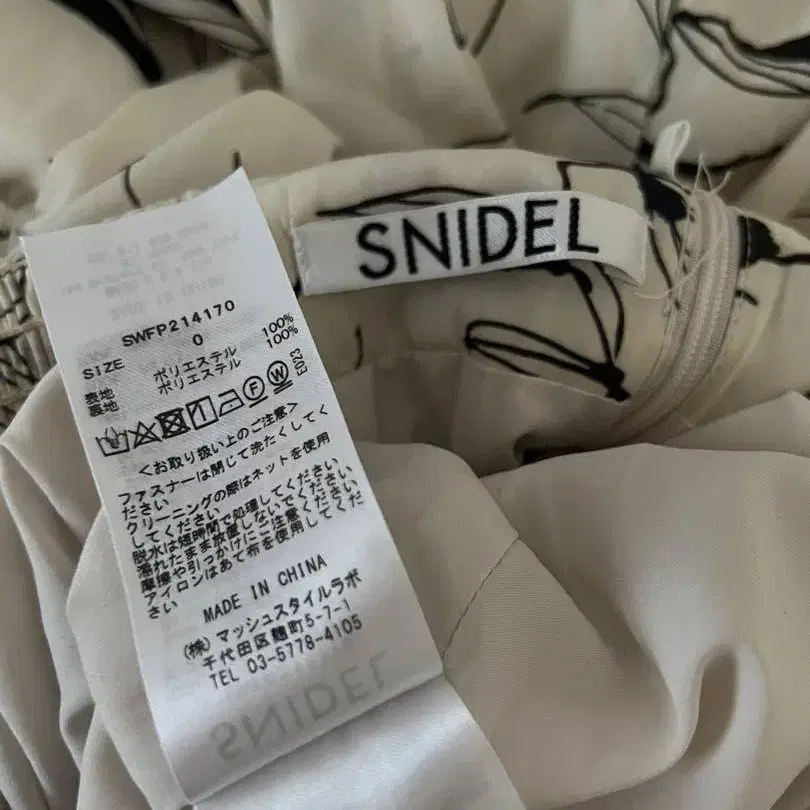 SNIDEL
SWFP214170
SIZE 0
表地 ポリエステル 100%
裏地 ポリエステル 100%
E023
<お取り扱い上のご注意>
ファスナーは閉じて洗たくしてく
ださい
クリーニングの際はネットを使用
してください
脱水は短時間で処理してください
濡れたまま放置しないでください
摩擦や引っかけにご注意ください
アイロンはあて布を使用してくだ
さい
MADE IN CHINA
(株)マッシュスタイルラボ
千代田区麹町5-7-1
TEL 03-5778-4105
SNIDEL